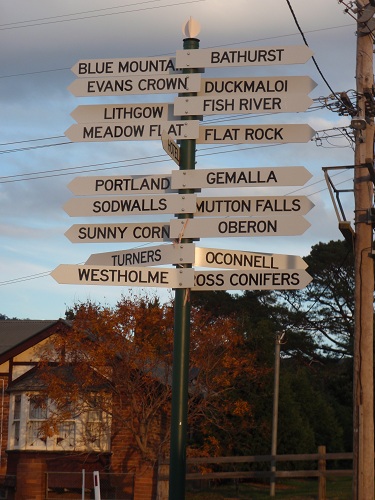 BATHURST
BLUE MOUNTA
DUCKMALOI
EVANS CROWN
FISH RIVER
LITHGOW
FLAT ROCK
MEADOW FLAT
GEMALLA
PORTLAND
MUTTON FALLS
SODWALLS
OBERON
SUNNY CORN
OCONNELL
TURNERS
OSS CONIFERS
WESTHOLME